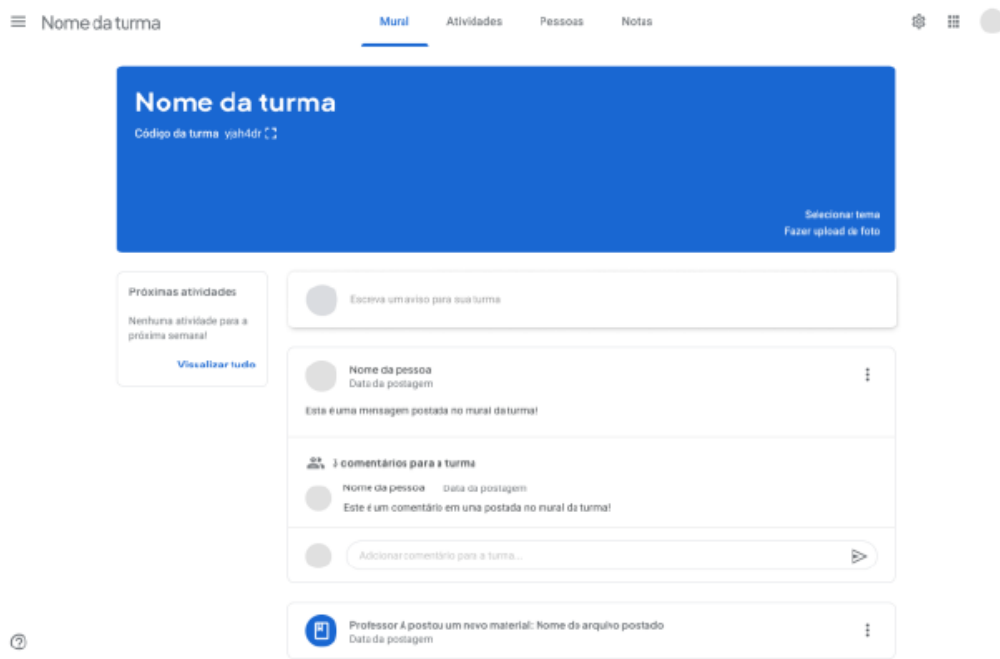 Nome da turma
Mural Atividades Pessoas Notas
Nome da turma
Código da turma yjah4dr
Selecionar tema
Fazer upload de foto
Próximas atividades
Nenhuma atividade para a
próxima semana!
Visualizar tudo
Escreva um aviso para sua turma
Nome da pessoa
Data da postagem
Esta é uma mensagem postada no mural da turma!
3 comentários para a turma
Nome da pessoa Data da postagem
Este é um comentário em uma postada no mural da turma!
Adicionar comentário para a turma...
Professor A postou um novo material: Nome do arquivo postado
Data da postagem